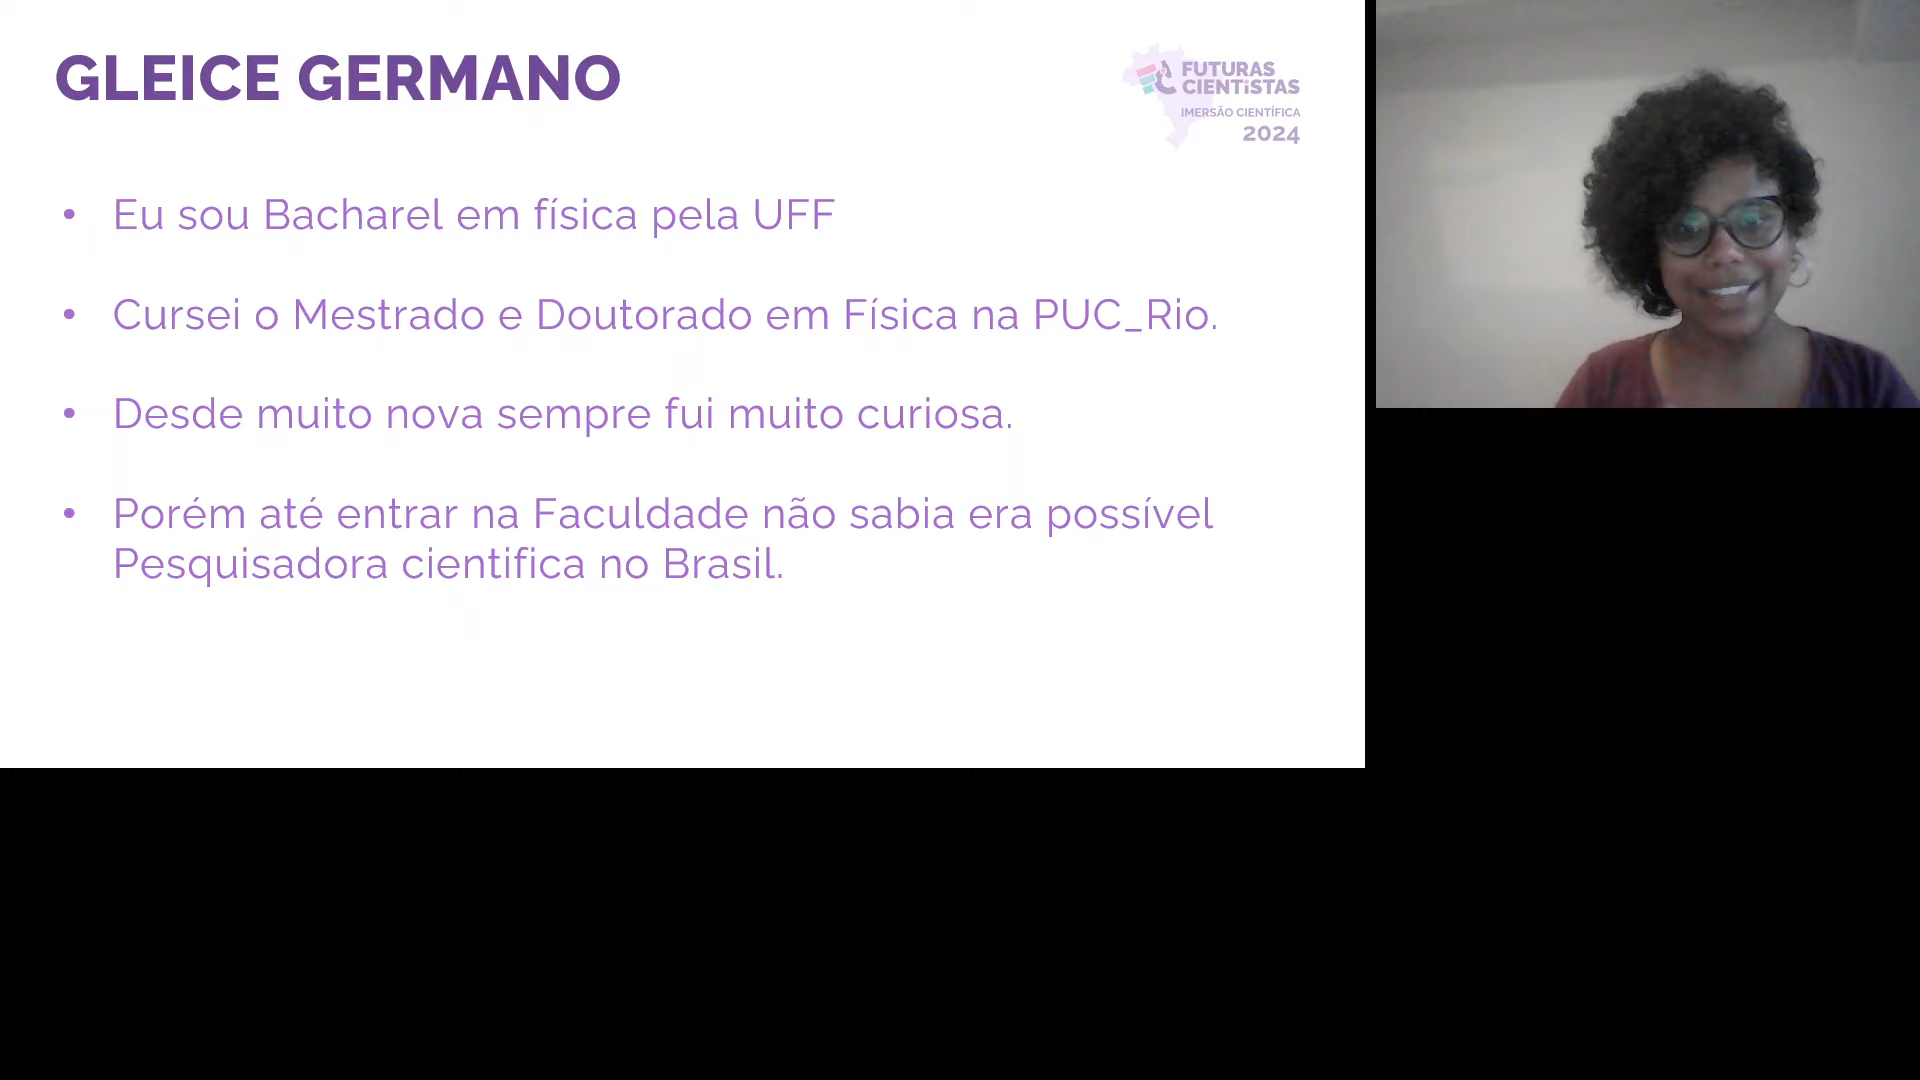 GLEICE GERMANO
FUTURAS
CIENTiSTAS
IMERSÃO CIENTÍFICA
2024
• Eu sou Bacharel em física pela UFF
• Cursei o Mestrado e Doutorado em Física na PUC_Rio.
• Desde muito nova sempre fui muito curiosa.
• Porém até entrar na Faculdade não sabia era possível
Pesquisadora cientifica no Brasil.